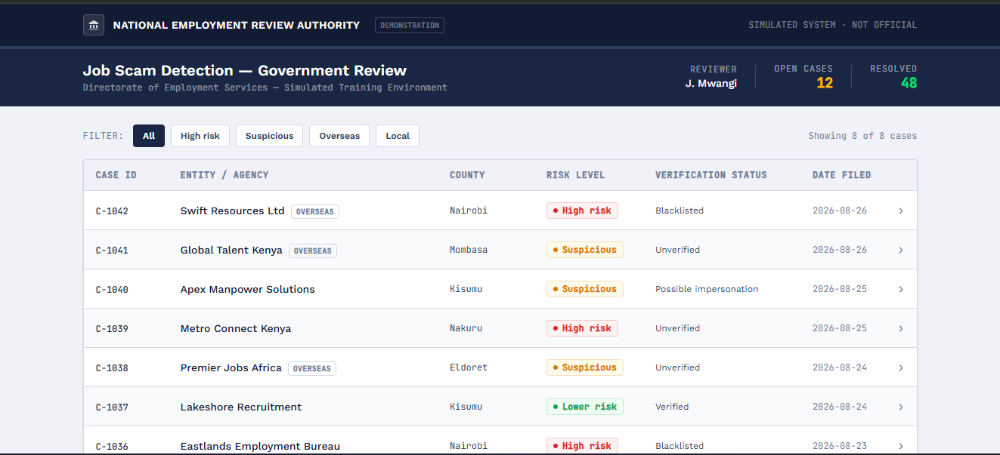 NATIONAL EMPLOYMENT REVIEW AUTHORITY DEMONSTRATION SIMULATED SYSTEM · NOT OFFICIAL
Job Scam Detection — Government Review
Directorate of Employment Services — Simulated Training Environment
REVIEWER
J. Mwangi
OPEN CASES
12
RESOLVED
48
FILTER: All High risk Suspicious Overseas Local Showing 8 of 8 cases
CASE ID ENTITY / AGENCY COUNTY RISK LEVEL VERIFICATION STATUS DATE FILED
C-1042 Swift Resources Ltd OVERSEAS Nairobi High risk Blacklisted 2026-08-26
C-1041 Global Talent Kenya OVERSEAS Mombasa Suspicious Unverified 2026-08-26
C-1040 Apex Manpower Solutions Kisumu Suspicious Possible impersonation 2026-08-25
C-1039 Metro Connect Kenya Nakuru High risk Unverified 2026-08-25
C-1038 Premier Jobs Africa OVERSEAS Eldoret Suspicious Unverified 2026-08-24
C-1037 Lakeshore Recruitment Kisumu Lower risk Verified 2026-08-24
C-1036 Eastlands Employment Bureau Nairobi High risk Blacklisted 2026-08-23